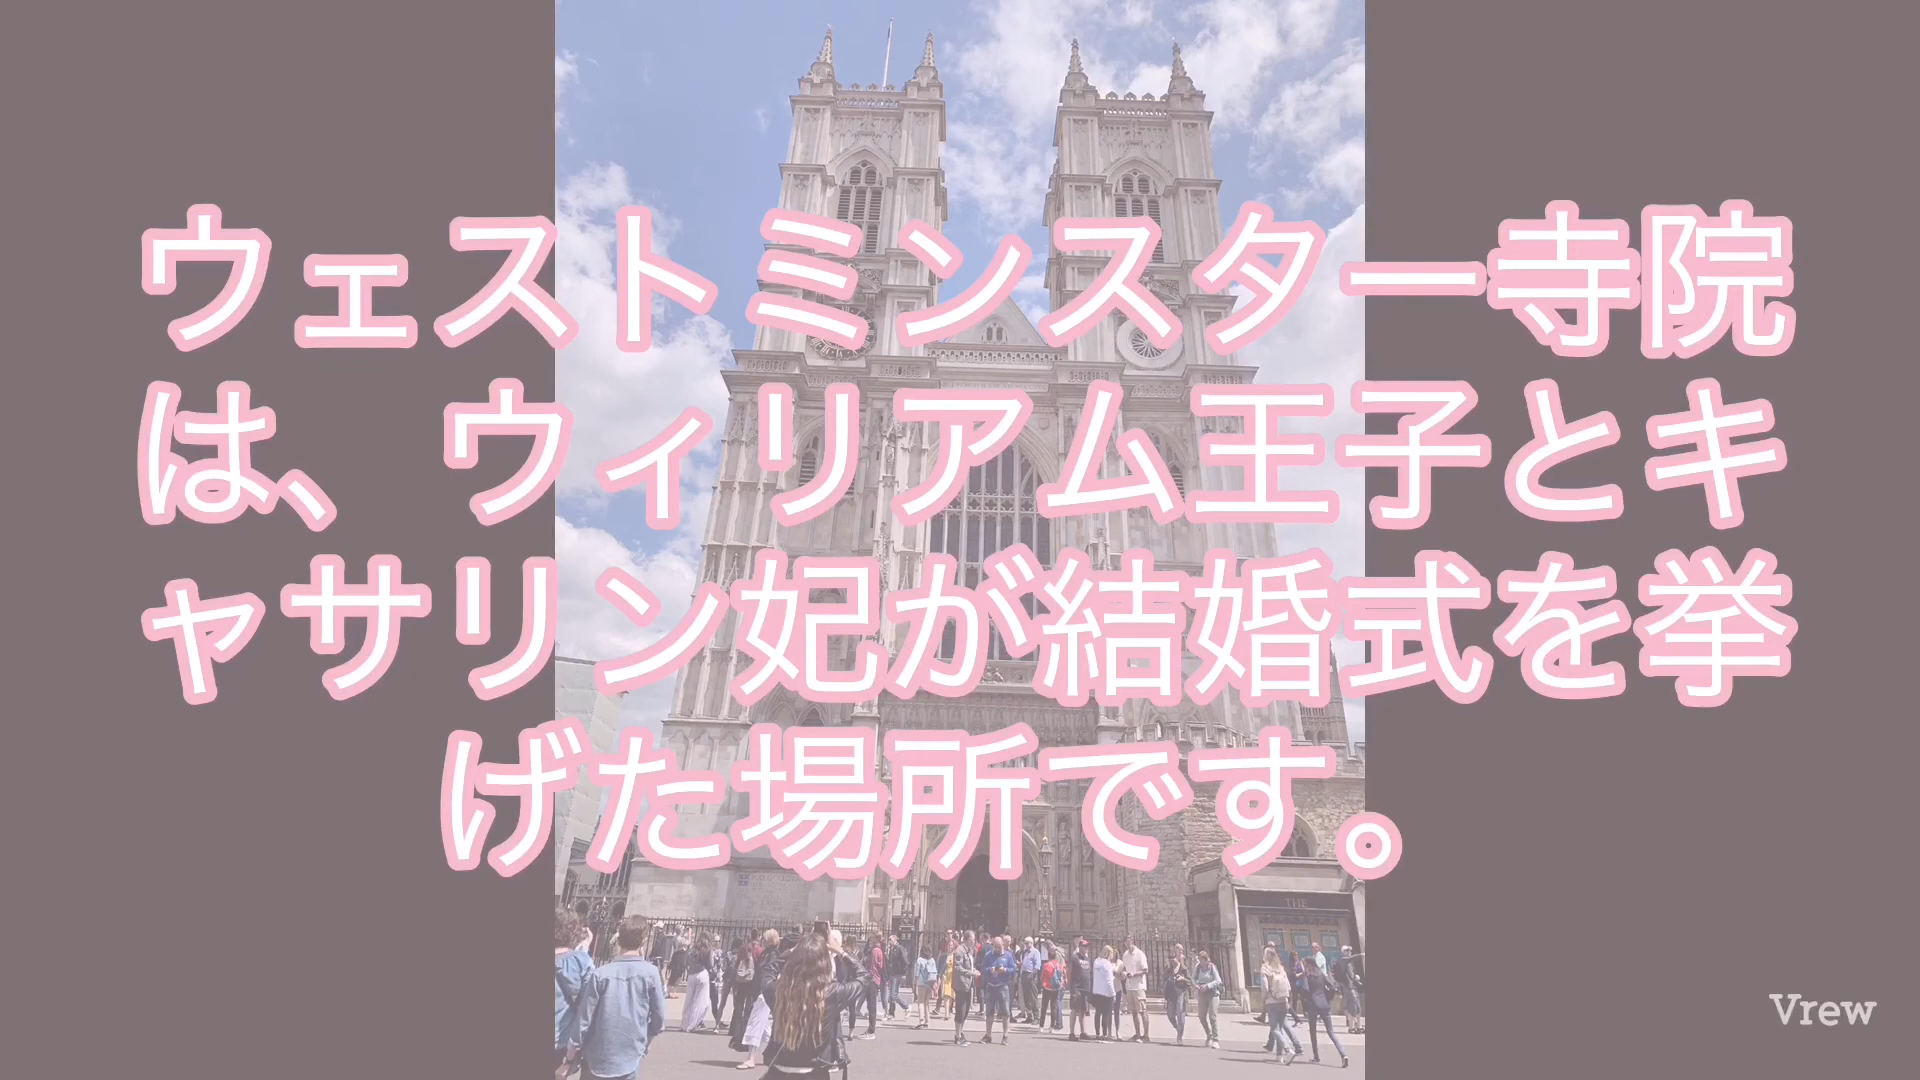 ウェストミンスター寺院
は、ウィリアム王子とキ
ャサリン妃が結婚式を挙
げた場所です。
THE
Vrew